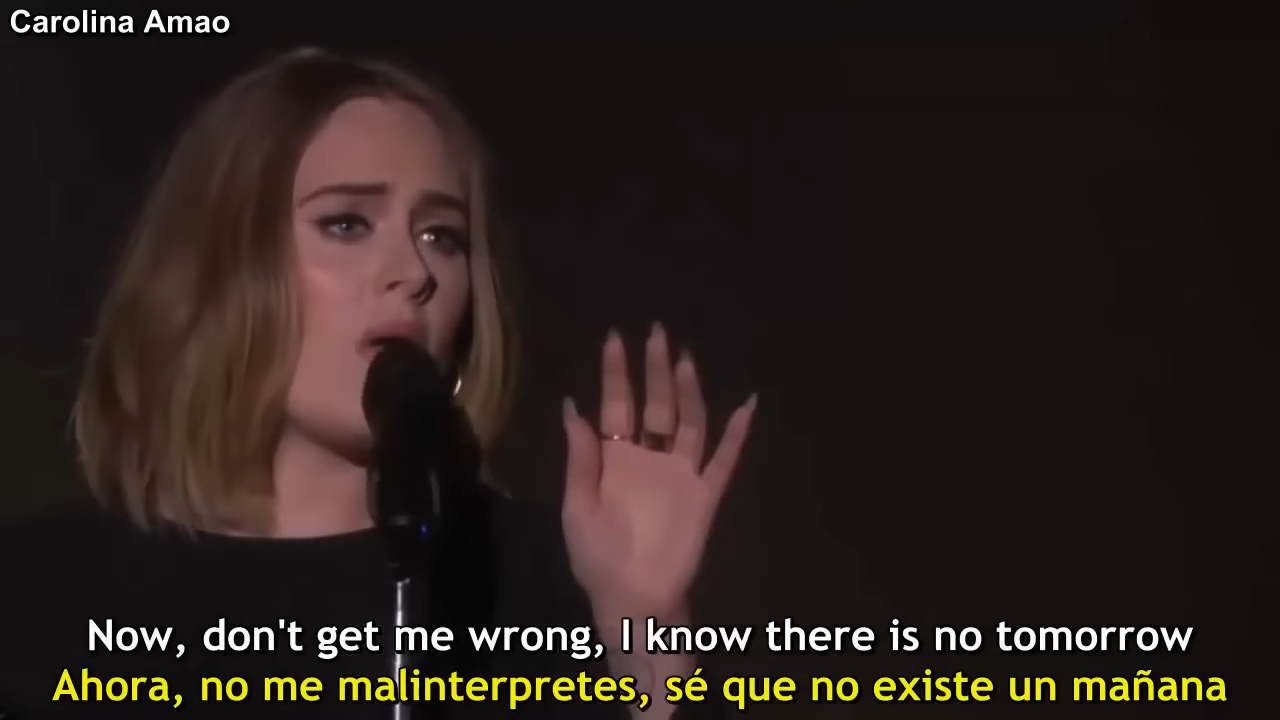 Carolina Amao
Now, don't get me wrong, I know there is no tomorrow
Ahora, no me malinterpretes, sé que no existe un mañana